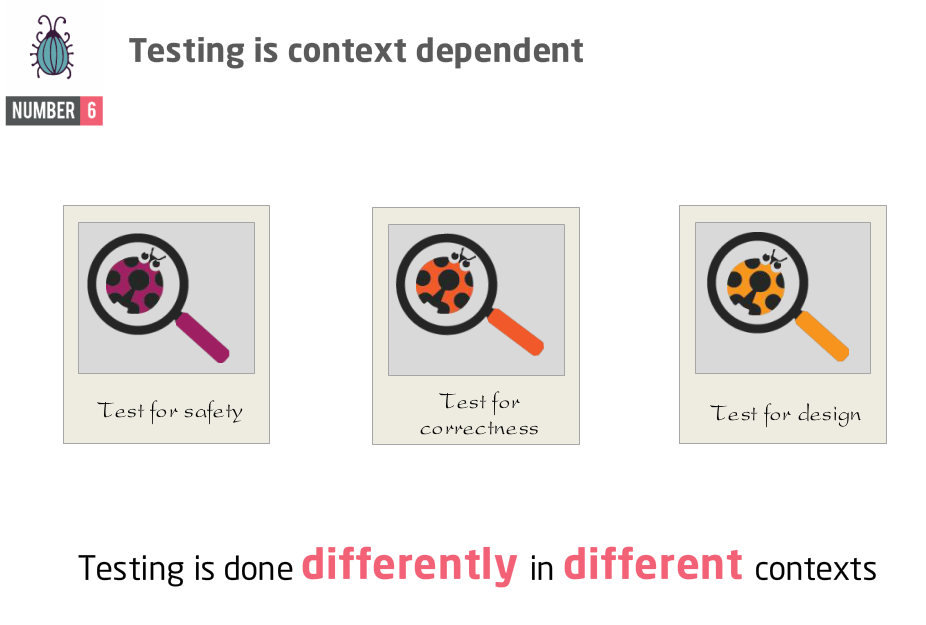 Testing is context dependent
NUMBER 6
Test for safety
Test for
correctness
Test for design
Testing is done differently in different contexts